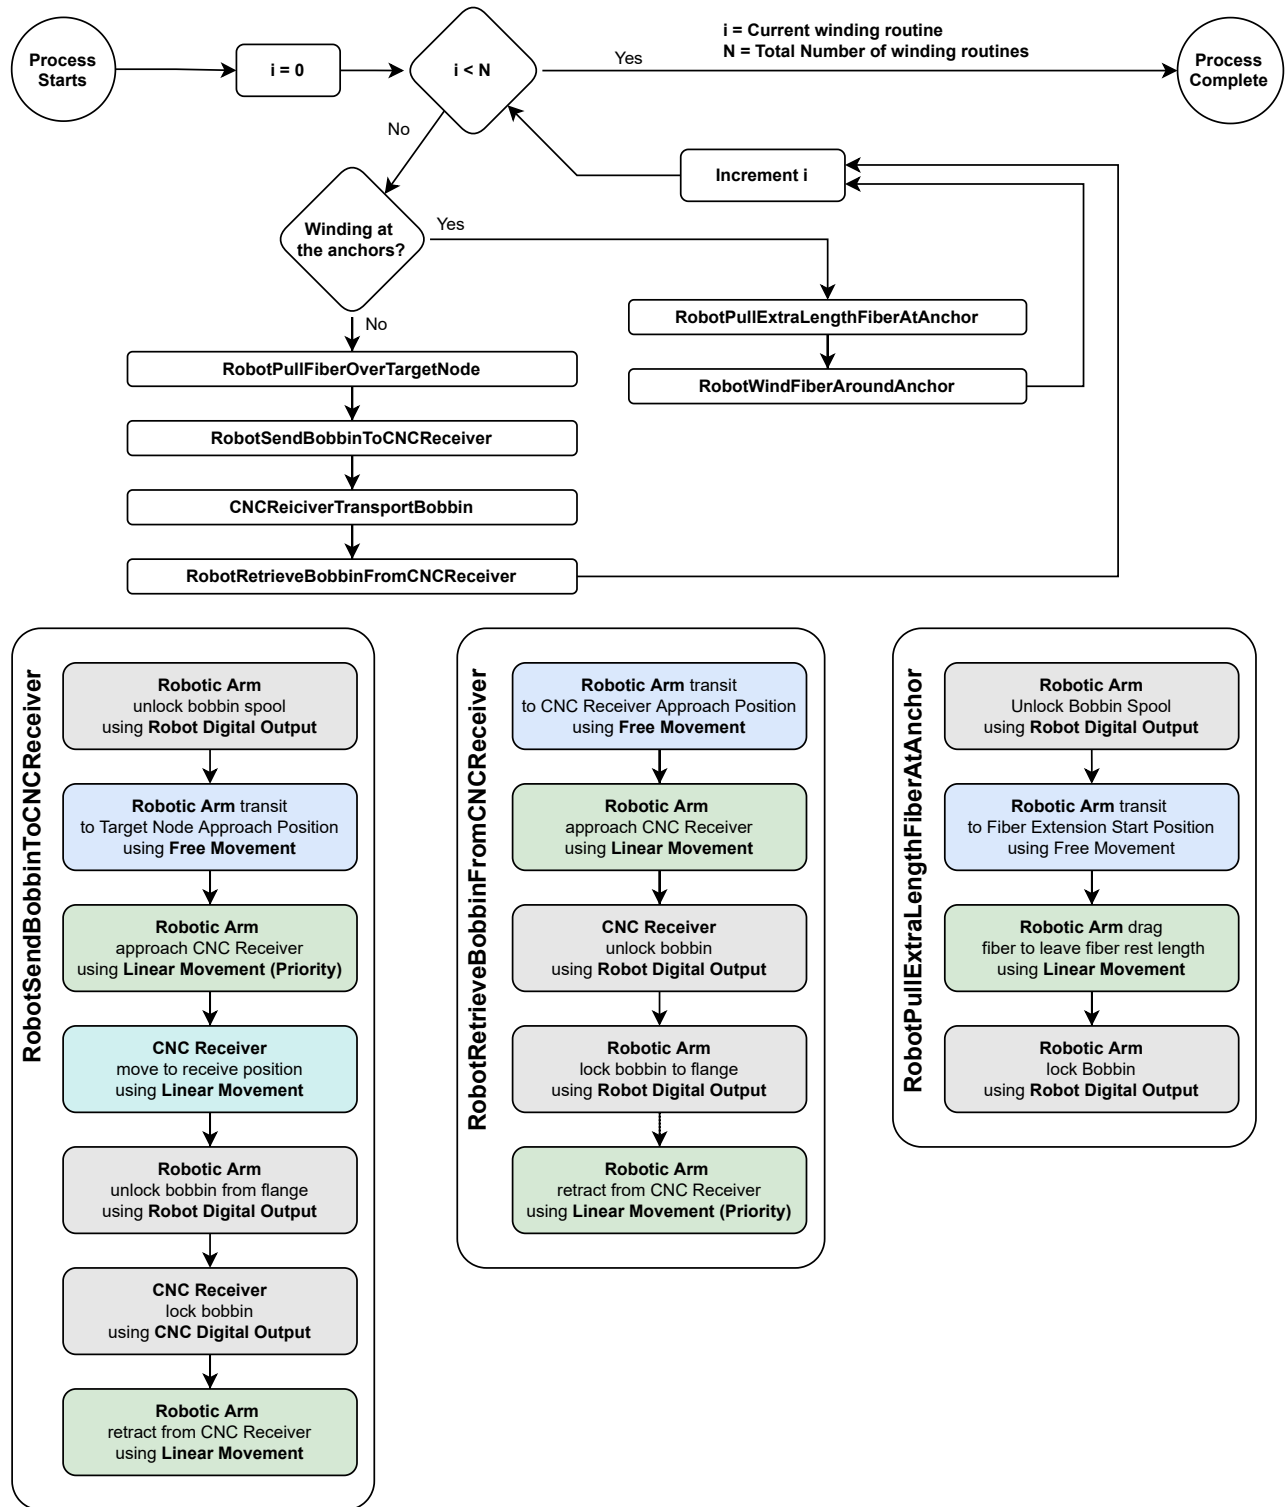 Process
Starts
i = 0
i < N
Yes
i = Current winding routine
N = Total Number of winding routines
Process
Complete
No
Increment i
Winding at
the anchors?
Yes
No
RobotPullExtraLengthFiberAtAnchor
RobotWindFiberAroundAnchor
RobotPullFiberOverTargetNode
RobotSendBobbinToCNCReceiver
CNCReiciverTransportBobbin
RobotRetrieveBobbinFromCNCReceiver
RobotSendBobbinToCNCReceiver
Robotic Arm
unlock bobbin spool
using Robot Digital Output
Robotic Arm transit
to Target Node Approach Position
using Free Movement
Robotic Arm
approach CNC Receiver
using Linear Movement (Priority)
CNC Receiver
move to receive position
using Linear Movement
Robotic Arm
unlock bobbin from flange
using Robot Digital Output
CNC Receiver
lock bobbin
using CNC Digital Output
Robotic Arm
retract from CNC Receiver
using Linear Movement
RobotRetrieveBobbinFromCNCReceiver
Robotic Arm transit
to CNC Receiver Approach Position
using Free Movement
Robotic Arm
approach CNC Receiver
using Linear Movement
CNC Receiver
unlock bobbin
using Robot Digital Output
Robotic Arm
lock bobbin to flange
using Robot Digital Output
Robotic Arm
retract from CNC Receiver
using Linear Movement (Priority)
RobotPullExtraLengthFiberAtAnchor
Robotic Arm
Unlock Bobbin Spool
using Robot Digital Output
Robotic Arm transit
to Fiber Extension Start Position
using Free Movement
Robotic Arm drag
fiber to leave fiber rest length
using Linear Movement
Robotic Arm
lock Bobbin
using Robot Digital Output